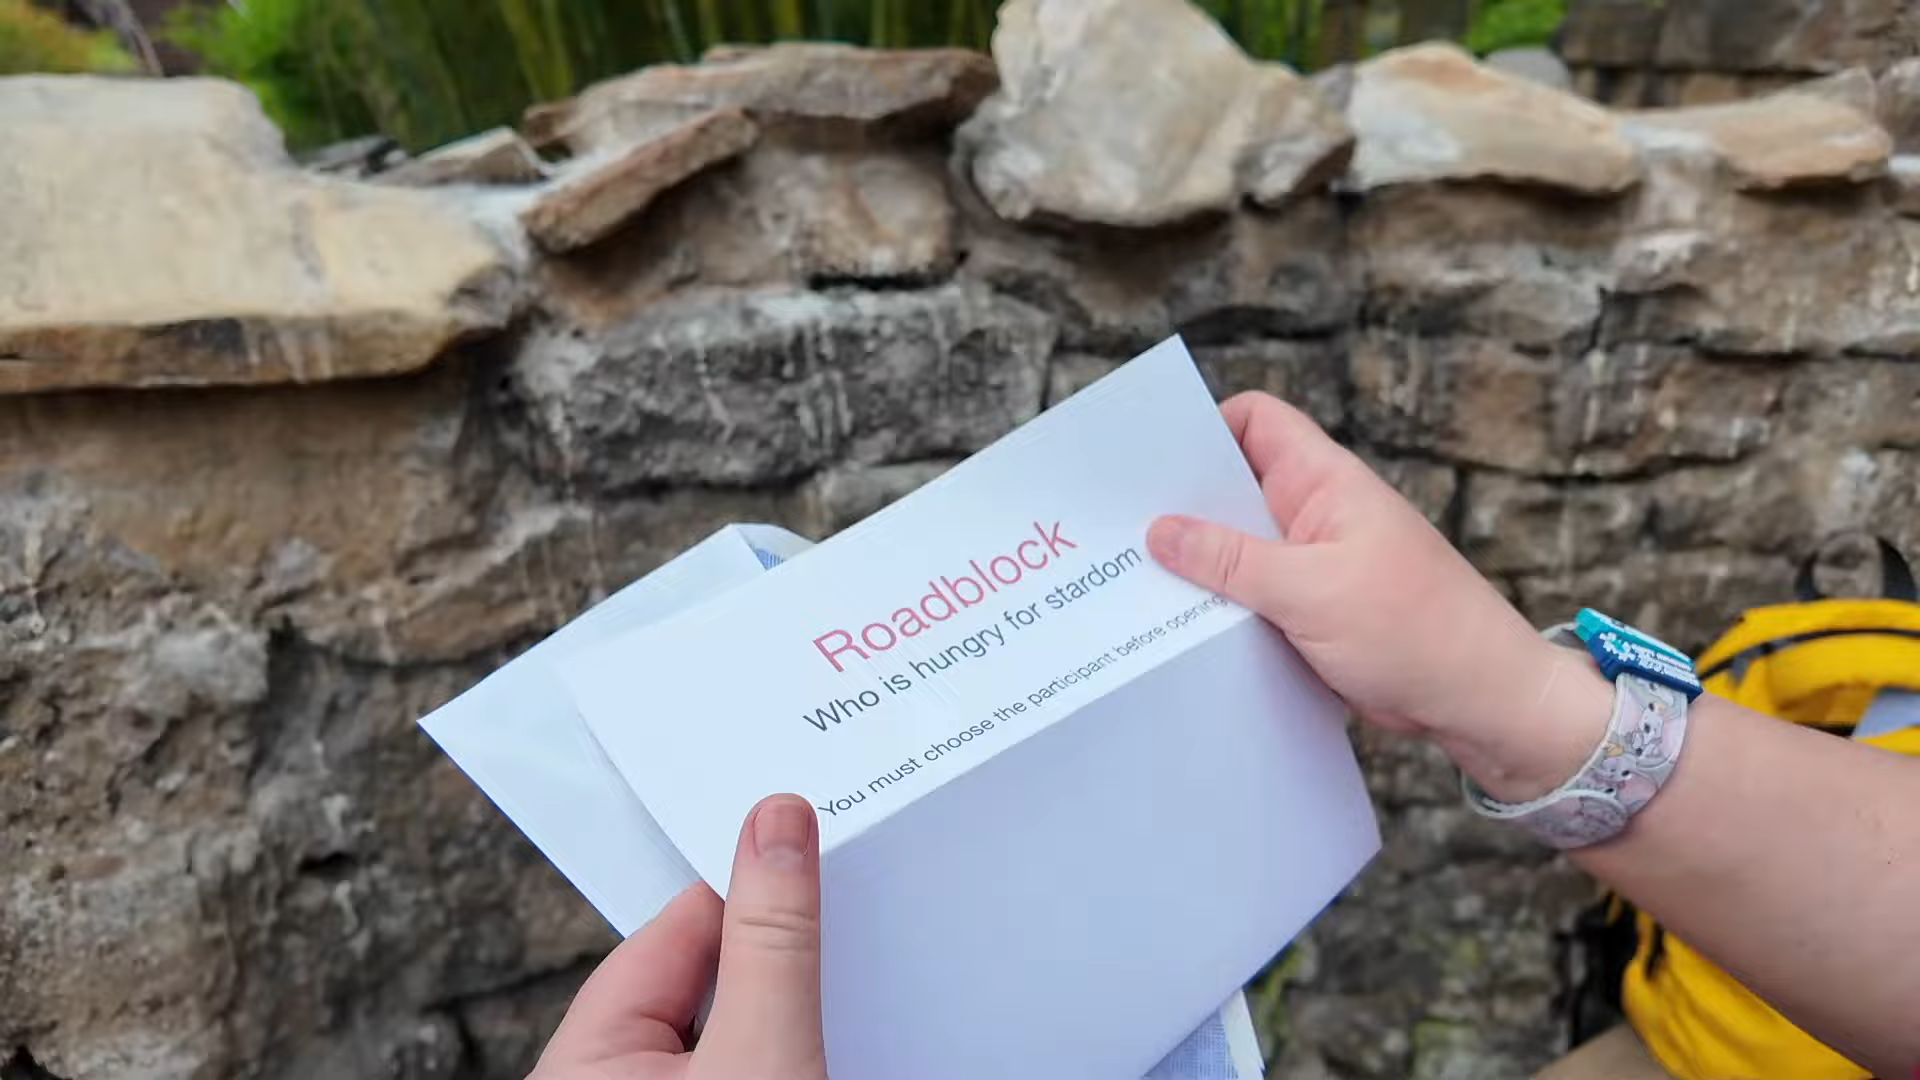 Roadblock
Who is hungry for stardom
You must choose the participant before opening